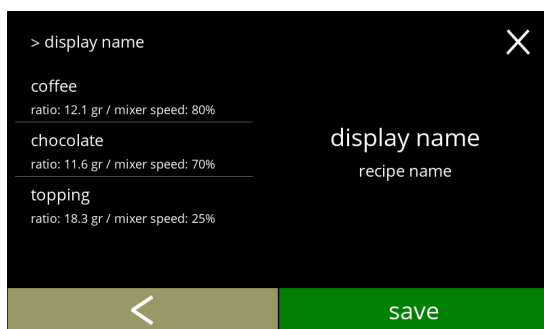 > display name
coffee
ratio: 12.1 gr / mixer speed: 80%
chocolate
ratio: 11.6 gr / mixer speed: 70%
topping
ratio: 18.3 gr / mixer speed: 25%
display name
recipe name
save